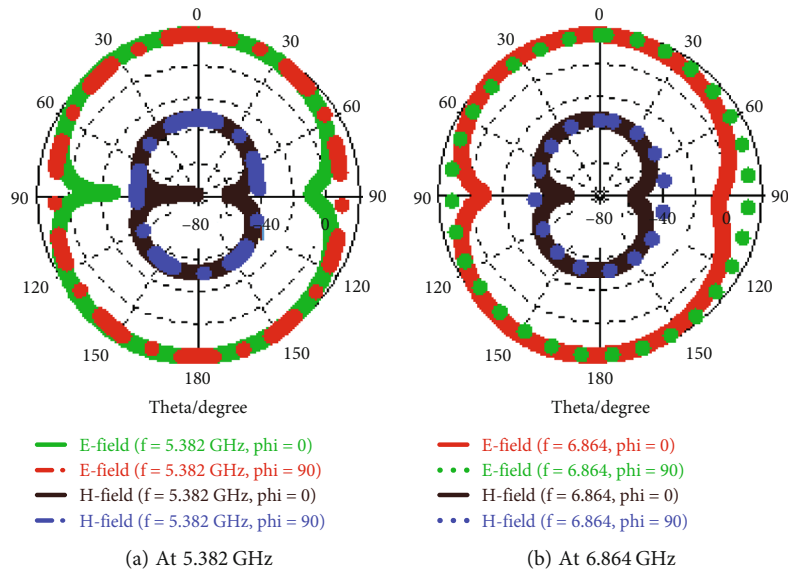 0
30
30
60
60
90
90
−80
−40
0
120
120
150
150
180
Theta/degree
E-field (f = 5.382 GHz, phi = 0)
E-field (f = 5.382 GHz, phi = 90)
H-field (f = 5.382 GHz, phi = 0)
H-field (f = 5.382 GHz, phi = 90)
(a) At 5.382 GHz
0
30
30
60
60
90
90
−80
−40
0
120
120
150
150
180
Theta/degree
E-field (f = 6.864, phi = 0)
E-field (f = 6.864, phi = 90)
H-field (f = 6.864, phi = 0)
H-field (f = 6.864, phi = 90)
(b) At 6.864 GHz